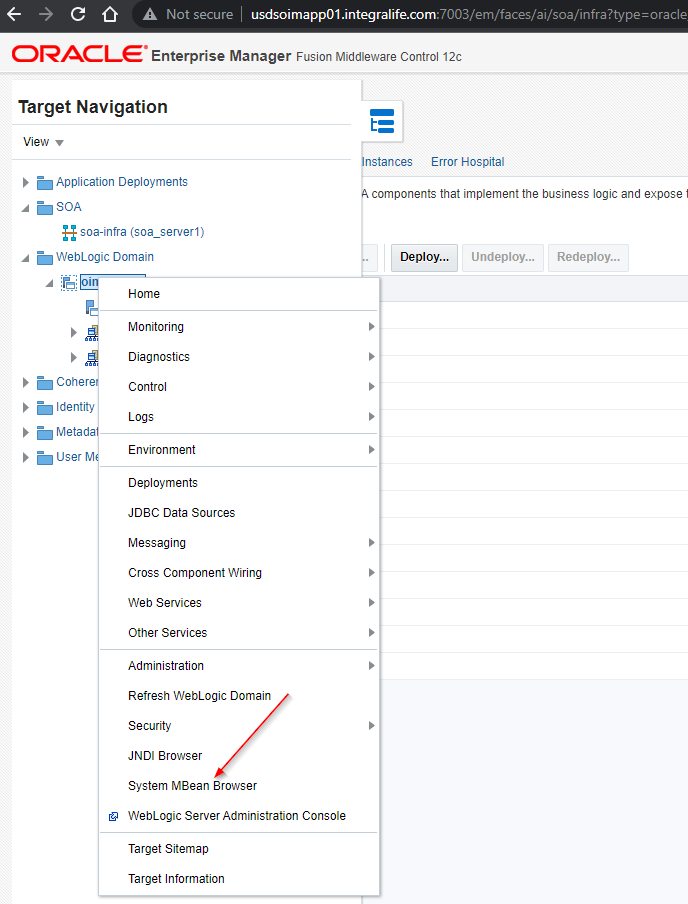 Not secure | usdsoimapp01.integralife.com:7003/em/faces/ai/soa/infra?type=oracle
ORACLE® Enterprise Manager Fusion Middleware Control 12c
Target Navigation
View
Instances Error Hospital
Application Deployments
A components that implement the business logic and expose
SOA
soa-infra (soa_server1)
WebLogic Domain
... Deploy... Undeploy... Redeploy...
oin
Home
Monitoring
Diagnostics
Coheren
Control
Identity
Logs
Metadat
Environment
User Me
Deployments
JDBC Data Sources
Messaging
Cross Component Wiring
Web Services
Other Services
Administration
Refresh WebLogic Domain
Security
JNDI Browser
System MBean Browser
WebLogic Server Administration Console
Target Sitemap
Target Information